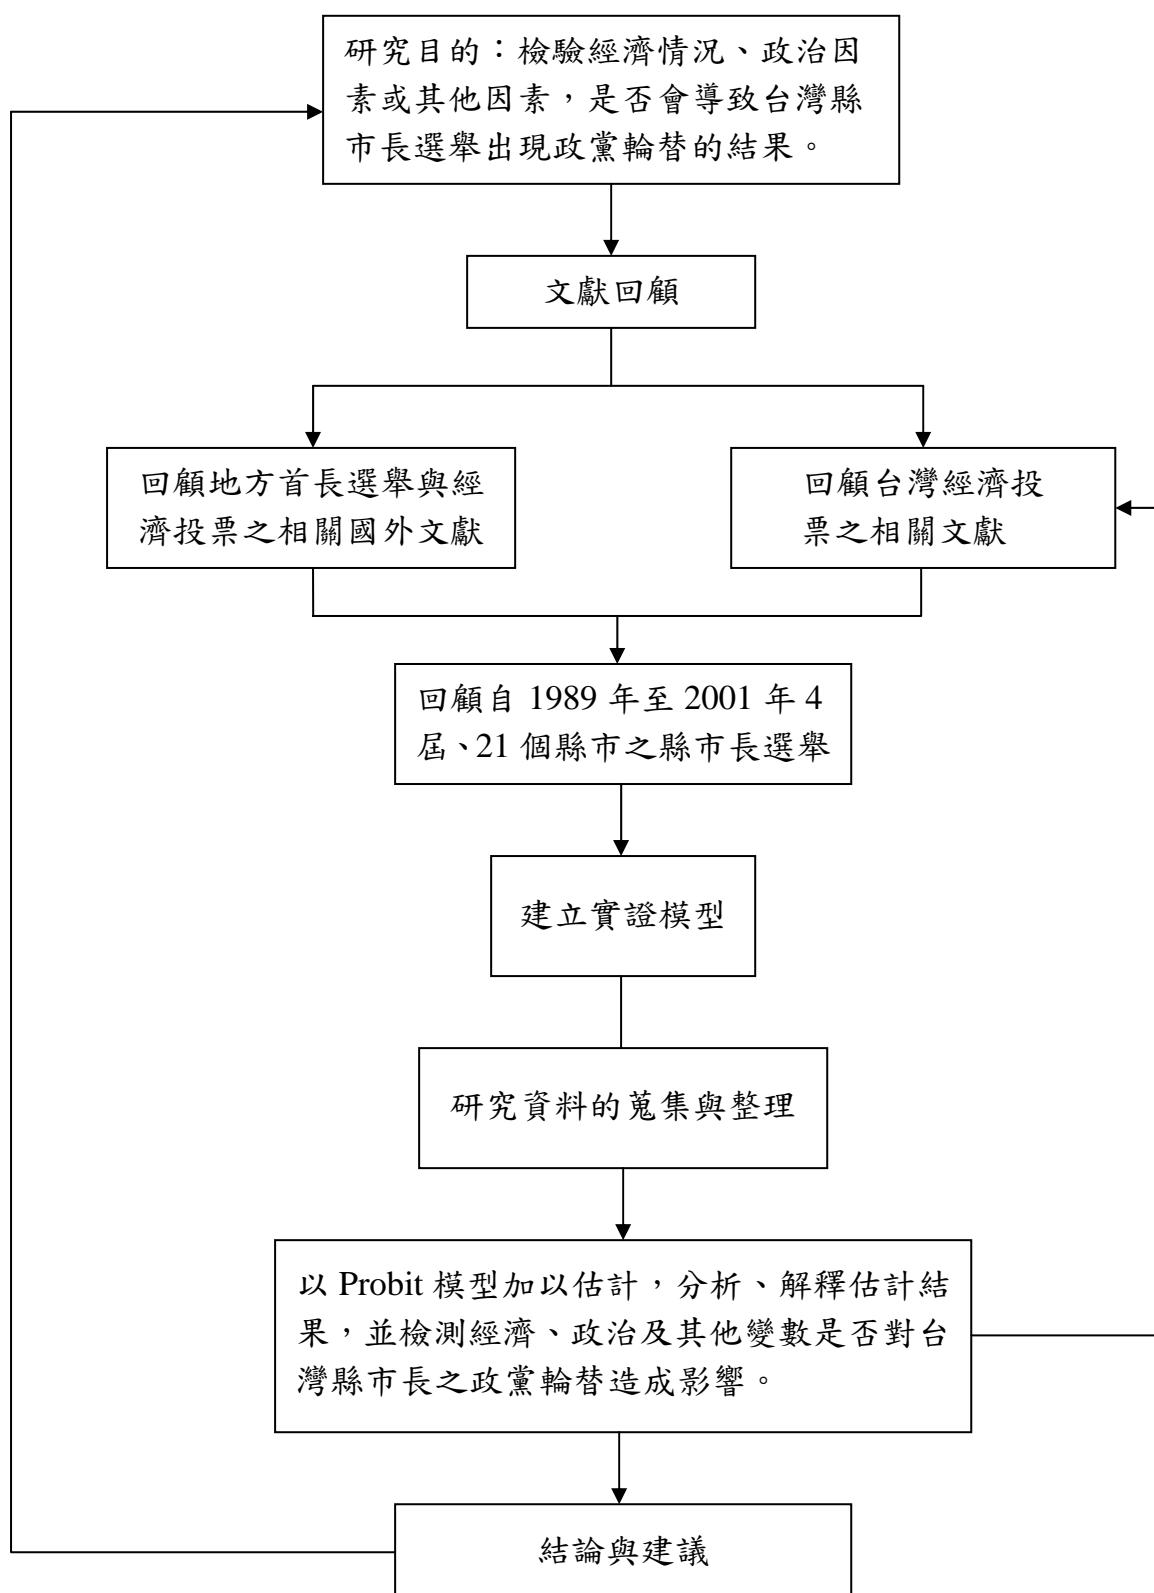 研究目的：檢驗經濟情況、政治因
素或其他因素，是否會導致台灣縣
市長選舉出現政黨輪替的結果。
文獻回顧
回顧地方首長選舉與經
濟投票之相關國外文獻
回顧台灣經濟投
票之相關文獻
回顧自 1989 年至 2001 年 4
屆、21 個縣市之縣市長選舉
建立實證模型
研究資料的蒐集與整理
以 Probit 模型加以估計，分析、解釋估計結
果，並檢測經濟、政治及其他變數是否對台
灣縣市長之政黨輪替造成影響。
結論與建議